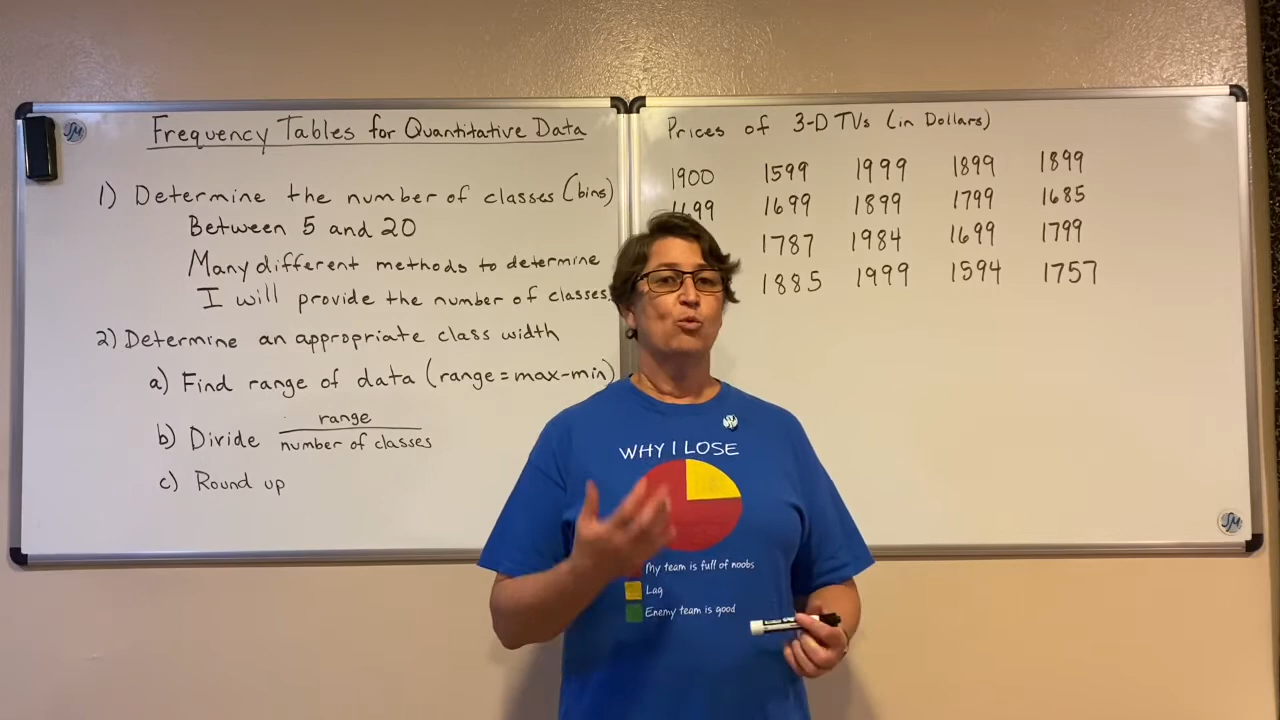 Frequency Tables for Quantitative Data
1) Determine the number of classes (bins)
Between 5 and 20
Many different methods to determine
I will provide the number of classes.
2) Determine an appropriate class width
a) Find range of data (range = max-min)
b) Divide range
number of classes
c) Round up
Prices of 3-D TVs (in Dollars)
1900 1599 1999 1899 1899
1699 1699 1899 1799 1685
1787 1984 1699 1799
1885 1999 1594 1757
WHY I LOSE
My team is full of noobs
Lag
Enemy team is good
SM
SM